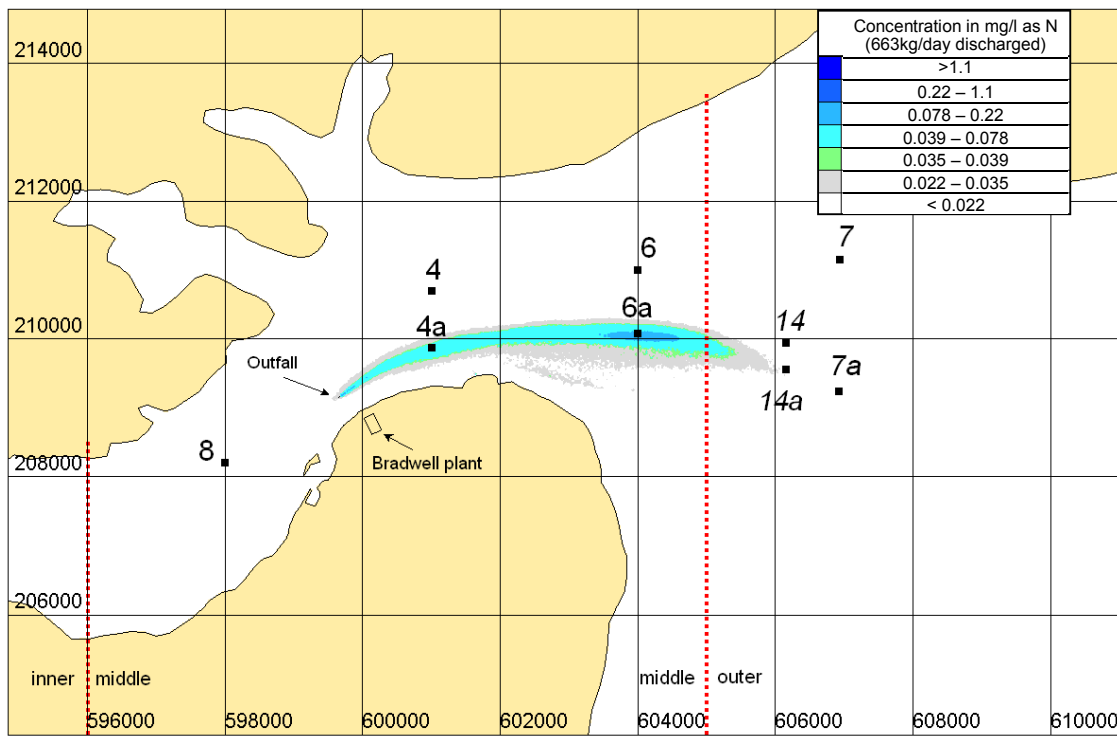 Concentration in mg/l as N
(663kg/day discharged)
>1.1
0.22 – 1.1
0.078 – 0.22
0.039 – 0.078
0.035 – 0.039
0.022 – 0.035
< 0.022
214000
212000
7
6
4
210000
6a
14
4a
Outfall
7a
14a
8
208000
Bradwell plant
206000
inner
middle
middle
outer
596000
598000
600000
602000
604000
606000
608000
610000